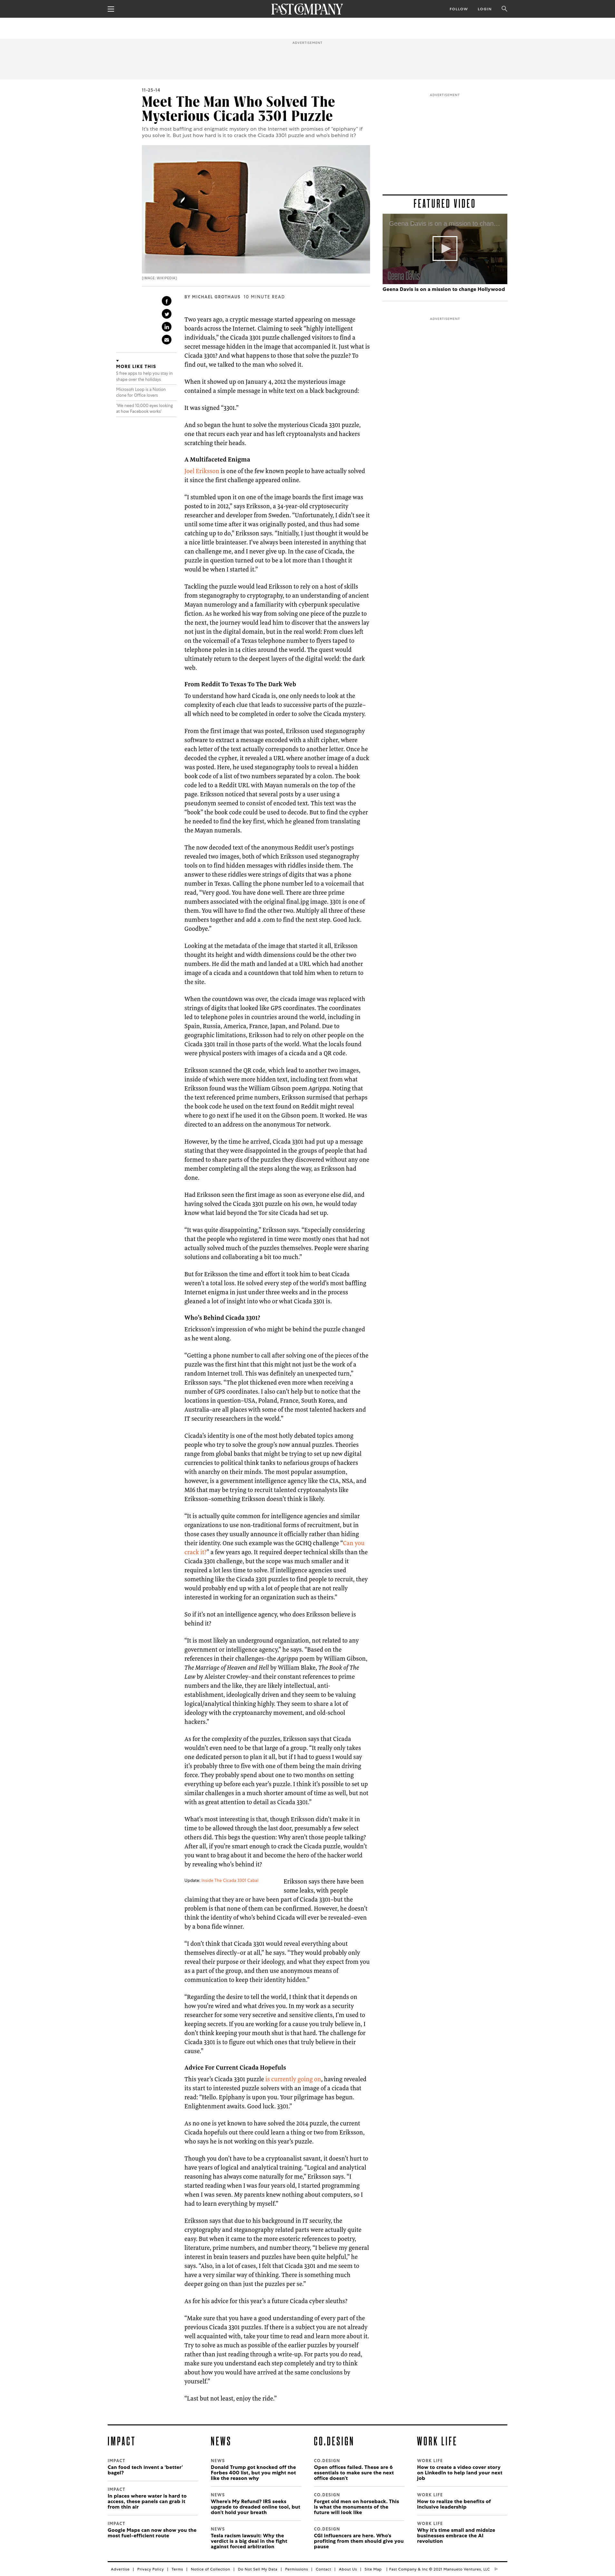 FAST COMPANY
FOLLOW
LOGIN
ADVERTISEMENT
11-25-14
Meet The Man Who Solved The
Mysterious Cicada 3301 Puzzle
It's the most baffling and enigmatic mystery on the Internet with promises of “epiphany” if
you solve it. But just how hard is it to crack the Cicada 3301 puzzle and who's behind it?
[IMAGE: WIKIPEDIA]
BY MICHAEL GROTHAUS 10 MINUTE READ
Two years ago, a cryptic message started appearing on message
boards across the Internet. Claiming to seek “highly intelligent
individuals,” the Cicada 3301 puzzle challenged visitors to find a
secret message hidden in the image that accompanied it. Just what is
Cicada 3301? And what happens to those that solve the puzzle? To
find out, we talked to the man who solved it.
When it showed up on January 4, 2012 the mysterious image
contained a simple message in white text on a black background:
It was signed “3301.”
And so began the hunt to solve the mysterious Cicada 3301 puzzle,
one that recurs each year and has left cryptoanalysts and hackers
scratching their heads.
A Multifaceted Enigma
Joel Eriksson is one of the few known people to have actually solved
it since the first challenge appeared online.
“I stumbled upon it on one of the image boards the first image was
posted to in 2012,” says Eriksson, a 34-year-old cryptosecurity
researcher and developer from Sweden. “Unfortunately, I didn't see it
until some time after it was originally posted, and thus had some
catching up to do,” Eriksson says. “Initially, I just thought it would be
a nice little brainteaser. I've always been interested in anything that
can challenge me, and I never give up. In the case of Cicada, the
puzzle in question turned out to be a lot more than I thought it
would be when I started it.”
Tackling the puzzle would lead Eriksson to rely on a host of skills
from steganography to cryptography, to an understanding of ancient
Mayan numerology and a familiarity with cyberpunk speculative
fiction. As he worked his way from solving one piece of the puzzle to
the next, the journey would lead him to discover that the answers lay
not just in the digital domain, but the real world: From clues left
on the voicemail of a Texas telephone number to flyers taped to
telephone poles in 14 cities around the world. The quest would
ultimately return to the deepest layers of the digital world: the dark
web.
From Reddit To Texas To The Dark Web
To understand how hard Cicada is, one only needs to look at the
complexity of each clue that leads to successive parts of the puzzle–
all which need to be completed in order to solve the Cicada mystery.
From the first image that was posted, Eriksson used steganography
software to extract a message encoded with a shift cipher, where
each letter of the text actually corresponds to another letter. Once he
decoded the cypher, it revealed a URL where another image of a duck
was posted. Here, he used steganography tools to reveal a hidden
book code of a list of two numbers separated by a colon. The book
code led to a Reddit URL with Mayan numerals on the top of the
page. Eriksson noticed that several posts by a user using a
pseudonym seemed to consist of encoded text. This text was the
“book” the book code could be used to decode. But to find the cypher
he needed to find the key first, which he gleaned from translating
the Mayan numerals.
The now decoded text of the anonymous Reddit user's postings
revealed two images, both of which Eriksson used steganography
tools on to find hidden messages with riddles inside them. The
answer to these riddles were strings of digits that was a phone
number in Texas. Calling the phone number led to a voicemail that
read, “Very good. You have done well. There are three prime
numbers associated with the original final.jpg image. 3301 is one of
them. You will have to find the other two. Multiply all three of these
numbers together and add a .com to find the next step. Good luck.
Goodbye.”
Looking at the metadata of the image that started it all, Eriksson
thought its height and width dimensions could be the other two
numbers. He did the math and landed at a URL which had another
image of a cicada and a countdown that told him when to return to
the site.
When the countdown was over, the cicada image was replaced with
strings of digits that looked like GPS coordinates. The coordinates
led to telephone poles in countries around the world, including in
Spain, Russia, America, France, Japan, and Poland. Due to
geographic limitations, Eriksson had to rely on other people on the
Cicada 3301 trail in those parts of the world. What the locals found
were physical posters with images of a cicada and a QR code.
Eriksson scanned the QR code, which lead to another two images,
inside of which were more hidden text, including text from what
Eriksson found was the William Gibson poem Agrippa. Noting that
the text referenced prime numbers, Eriksson surmised that perhaps
the book code he used on the text found on Reddit might reveal
where to go next if he used it on the Gibson poem. It worked. He was
directed to an address on the anonymous Tor network.
However, by the time he arrived, Cicada 3301 had put up a message
stating that they were disappointed in the groups of people that had
formed to share parts of the puzzle they discovered without any one
member completing all the steps along the way, as Eriksson had
done.
Had Eriksson seen the first image as soon as everyone else did, and
having solved the Cicada 3301 puzzle on his own, he would today
know what laid beyond the Tor site Cicada had set up.
“It was quite disappointing,” Eriksson says. “Especially considering
that the people who registered in time were mostly ones that had not
actually solved much of the puzzles themselves. People were sharing
solutions and collaborating a bit too much.”
But for Eriksson the time and effort it took him to beat Cicada
weren't a total loss. He solved every step of the world's most baffling
Internet enigma in just under three weeks and in the process
gleaned a lot of insight into who or what Cicada 3301 is.
Who's Behind Cicada 3301?
Ericksson's impression of who might be behind the puzzle changed
as he went along.
“Getting a phone number to call after solving one of the pieces of the
puzzle was the first hint that this might not just be the work of a
random Internet troll. This was definitely an unexpected turn,”
Eriksson says. “The plot thickened even more when receiving a
number of GPS coordinates. I also can't help but to notice that the
locations in question–USA, Poland, France, South Korea, and
Australia–are all places with some of the most talented hackers and
IT security researchers in the world.”
Cicada's identity is one of the most hotly debated topics among
people who try to solve the group's now annual puzzles. Theories
range from global banks that might be trying to set up new digital
currencies to political think tanks to nefarious groups of hackers
with anarchy on their minds. The most popular assumption,
however, is a government intelligence agency like the CIA, NSA, and
MI6 that may be trying to recruit talented cryptoanalysts like
Eriksson–something Eriksson doesn't think is likely.
“It is actually quite common for intelligence agencies and similar
organizations to use non-traditional forms of recruitment, but in
those cases they usually announce it officially rather than hiding
their identity. One such example was the GCHQ challenge “Can you
crack it?” a few years ago. It required deeper technical skills than the
Cicada 3301 challenge, but the scope was much smaller and it
required a lot less time to solve. If intelligence agencies used
something like the Cicada 3301 puzzles to find people to recruit, they
would probably end up with a lot of people that are not really
interested in working for an organization such as theirs.”
So if it's not an intelligence agency, who does Eriksson believe is
behind it?
“It is most likely an underground organization, not related to any
government or intelligence agency,” he says. “Based on the
references in their challenges–the Agrippa poem by William Gibson,
The Marriage of Heaven and Hell by William Blake, The Book of The
Law by Aleister Crowley–and their constant references to prime
numbers and the like, they are likely intellectual, anti-
establishment, ideologically driven and they seem to be valuing
logical/analytical thinking highly. They seem to share a lot of
ideology with the cryptoanarchy movement, and old-school
hackers.”
As for the complexity of the puzzles, Eriksson says that Cicada
wouldn't even need to be that large of a group. “It really only takes
one dedicated person to plan it all, but if I had to guess I would say
it's probably three to five with one of them being the main driving
force. They probably spend about one to two months on setting
everything up before each year's puzzle. I think it's possible to set up
similar challenges in a much shorter amount of time as well, but not
with as great attention to detail as Cicada 3301.”
What's most interesting is that, though Eriksson didn't make it in
time to be allowed through the last door, presumably a few select
others did. This begs the question: Why aren't those people talking?
After all, if you're smart enough to crack the Cicada puzzle, wouldn't
you want to brag about it and become the hero of the hacker world
by revealing who's behind it?
Update: Inside The Cicada 3301 Cabal
Eriksson says there have been
some leaks, with people
claiming that they are or have been part of Cicada 3301–but the
problem is that none of them can be confirmed. However, he doesn't
think the identity of who's behind Cicada will ever be revealed–even
by a bona fide winner.
“I don't think that Cicada 3301 would reveal everything about
themselves directly–or at all,” he says. “They would probably only
reveal their purpose or their ideology, and what they expect from you
as a part of the group, and then use anonymous means of
communication to keep their identity hidden.”
“Regarding the desire to tell the world, I think that it depends on
how you're wired and what drives you. In my work as a security
researcher for some very secretive and sensitive clients, I'm used to
keeping secrets. If you are working for a cause you truly believe in, I
don't think keeping your mouth shut is that hard. The challenge for
Cicada 3301 is to figure out which ones that truly believe in their
cause.”
Advice For Current Cicada Hopefuls
This year's Cicada 3301 puzzle is currently going on, having revealed
its start to interested puzzle solvers with an image of a cicada that
read: “Hello. Epiphany is upon you. Your pilgrimage has begun.
Enlightenment awaits. Good luck. 3301.”
As no one is yet known to have solved the 2014 puzzle, the current
Cicada hopefuls out there could learn a thing or two from Eriksson,
who says he is not working on this year's puzzle.
Though you don't have to be a cryptoanalist savant, it doesn't hurt to
have years of logical and analytical training. “Logical and analytical
reasoning has always come naturally for me,” Eriksson says. “I
started reading when I was four years old, I started programming
when I was seven. My parents knew nothing about computers, so I
had to learn everything by myself.”
Eriksson says that due to his background in IT security, the
cryptography and steganography related parts were actually quite
easy. But when it came to the more esoteric references to poetry,
literature, prime numbers, and number theory, “I believe my general
interest in brain teasers and puzzles have been quite helpful,” he
says. “Also, in a lot of cases, I felt that Cicada 3301 and me seem to
have a very similar way of thinking. There is something much
deeper going on than just the puzzles per se.”
As for his advice for this year's a future Cicada cyber sleuths?
“Make sure that you have a good understanding of every part of the
previous Cicada 3301 puzzles. If there is a subject you are not already
well acquainted with, take your time to read and learn more about it.
Try to solve as much as possible of the earlier puzzles by yourself
rather than just reading through a write-up. For parts you do read,
make sure you understand each step completely and try to think
about how you would have arrived at the same conclusions by
yourself.”
“Last but not least, enjoy the ride.”
MORE LIKE THIS
5 free apps to help you stay in
shape over the holidays
Microsoft Loop is a Notion
clone for Office lovers
‘We need 10,000 eyes looking
at how Facebook works’
ADVERTISEMENT
FEATURED VIDEO
Geena Davis is on a mission to chan...
Geena Davis
Geena Davis is on a mission to change Hollywood
ADVERTISEMENT
IMPACT
IMPACT
Can food tech invent a ‘better’
bagel?
IMPACT
In places where water is hard to
access, these panels can grab it
from thin air
IMPACT
Google Maps can now show you the
most fuel-efficient route
NEWS
NEWS
Donald Trump got knocked off the
Forbes 400 list, but you might not
like the reason why
NEWS
Where's My Refund? IRS seeks
upgrade to dreaded online tool, but
don't hold your breath
NEWS
Tesla racism lawsuit: Why the
verdict is a big deal in the fight
against forced arbitration
CO.DESIGN
CO.DESIGN
Open offices failed. These are 6
essentials to make sure the next
office doesn't
CO.DESIGN
Forget old men on horseback. This
is what the monuments of the
future will look like
CO.DESIGN
CGI influencers are here. Who's
profiting from them should give you
pause
WORK LIFE
WORK LIFE
How to create a video cover story
on LinkedIn to help land your next
job
WORK LIFE
How to realize the benefits of
inclusive leadership
WORK LIFE
Why it's time small and midsize
businesses embrace the AI
revolution
Advertise | Privacy Policy | Terms | Notice of Collection | Do Not Sell My Data | Permissions | Contact | About Us | Site Map | Fast Company & Inc © 2021 Mansueto Ventures, LLC